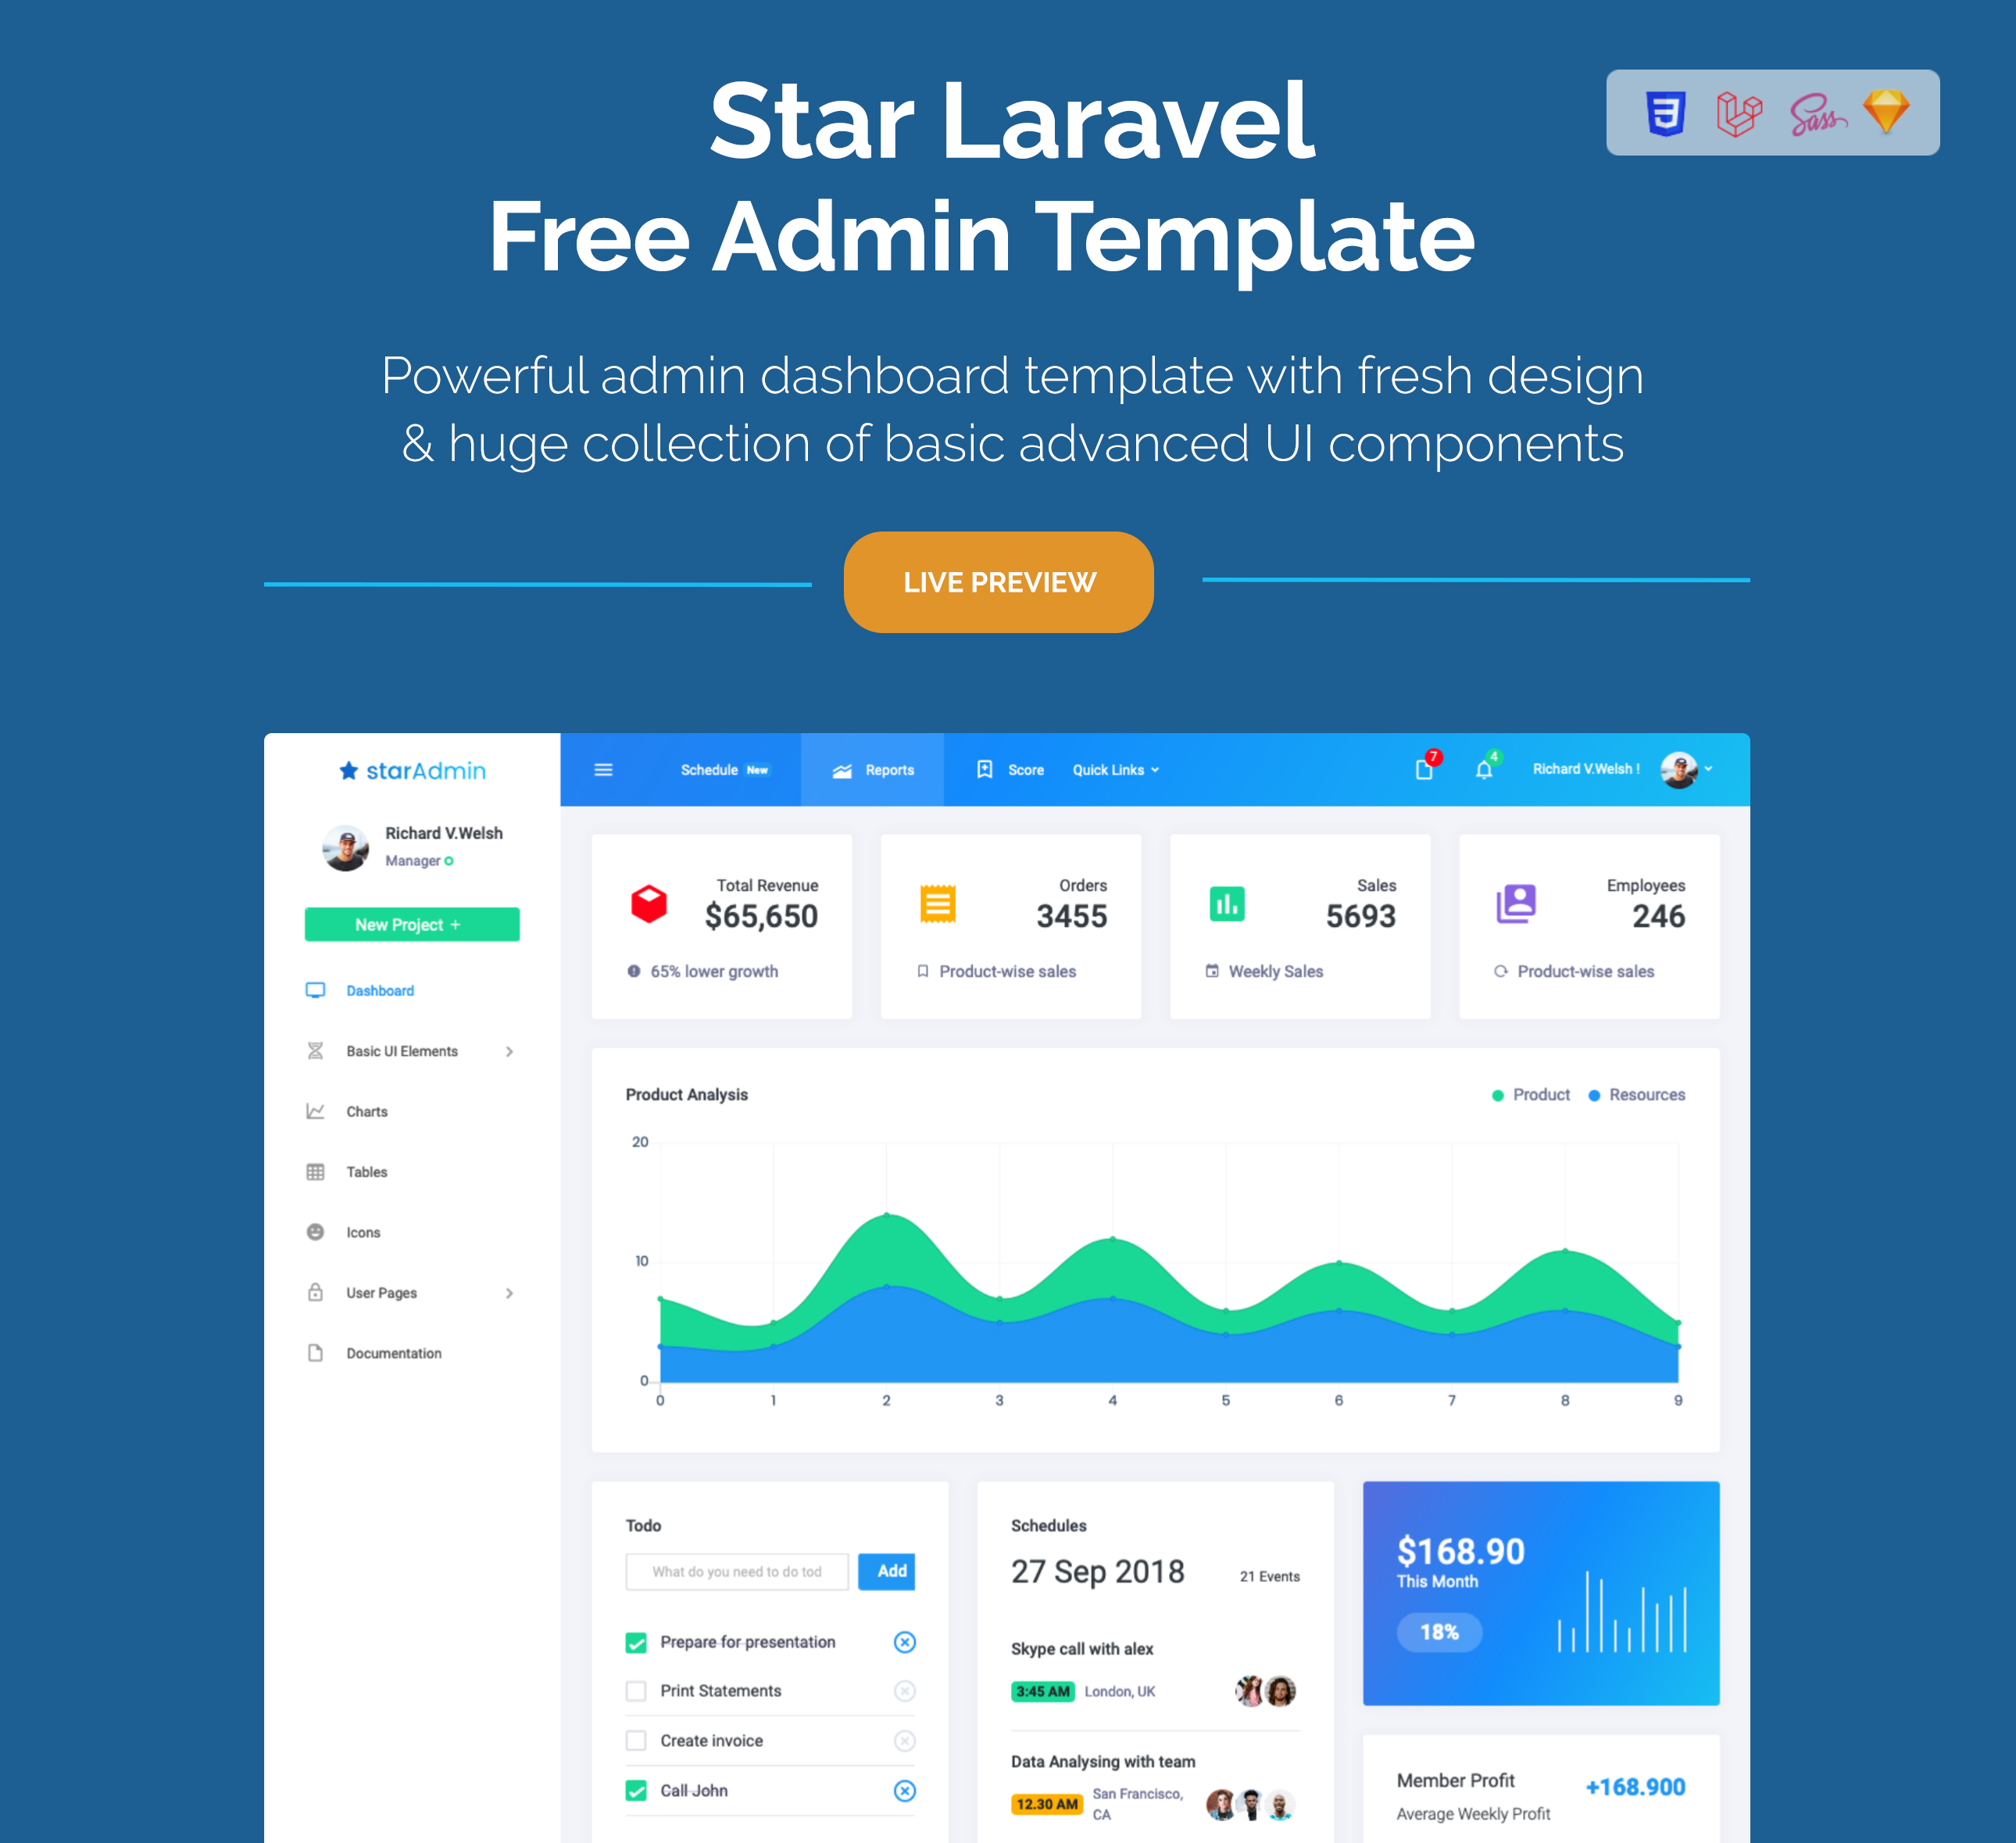 Star Laravel
Free Admin Template
Sass
Powerful admin dashboard template with fresh design
& huge collection of basic advanced UI components
LIVE PREVIEW
starAdmin
Schedule New
Reports
Score
Quick Links
7
4
Richard V.Welsh !
Richard V.Welsh
Manager
New Project +
Dashboard
Basic UI Elements
Charts
Tables
Icons
User Pages
Documentation
Total Revenue
$65,650
65% lower growth
Orders
3455
Product-wise sales
Sales
5693
Weekly Sales
Employees
246
Product-wise sales
Product Analysis
Product
Resources
20
10
0
0 1 2 3 4 5 6 7 8 9
Todo
What do you need to do tod
Add
Prepare for presentation
Print Statements
Create invoice
Call John
Schedules
27 Sep 2018
21 Events
Skype call with alex
3:45 AM London, UK
Data Analysing with team
12.30 AM
San Francisco,
CA
$168.90
This Month
18%
Member Profit
+168.900
Average Weekly Profit